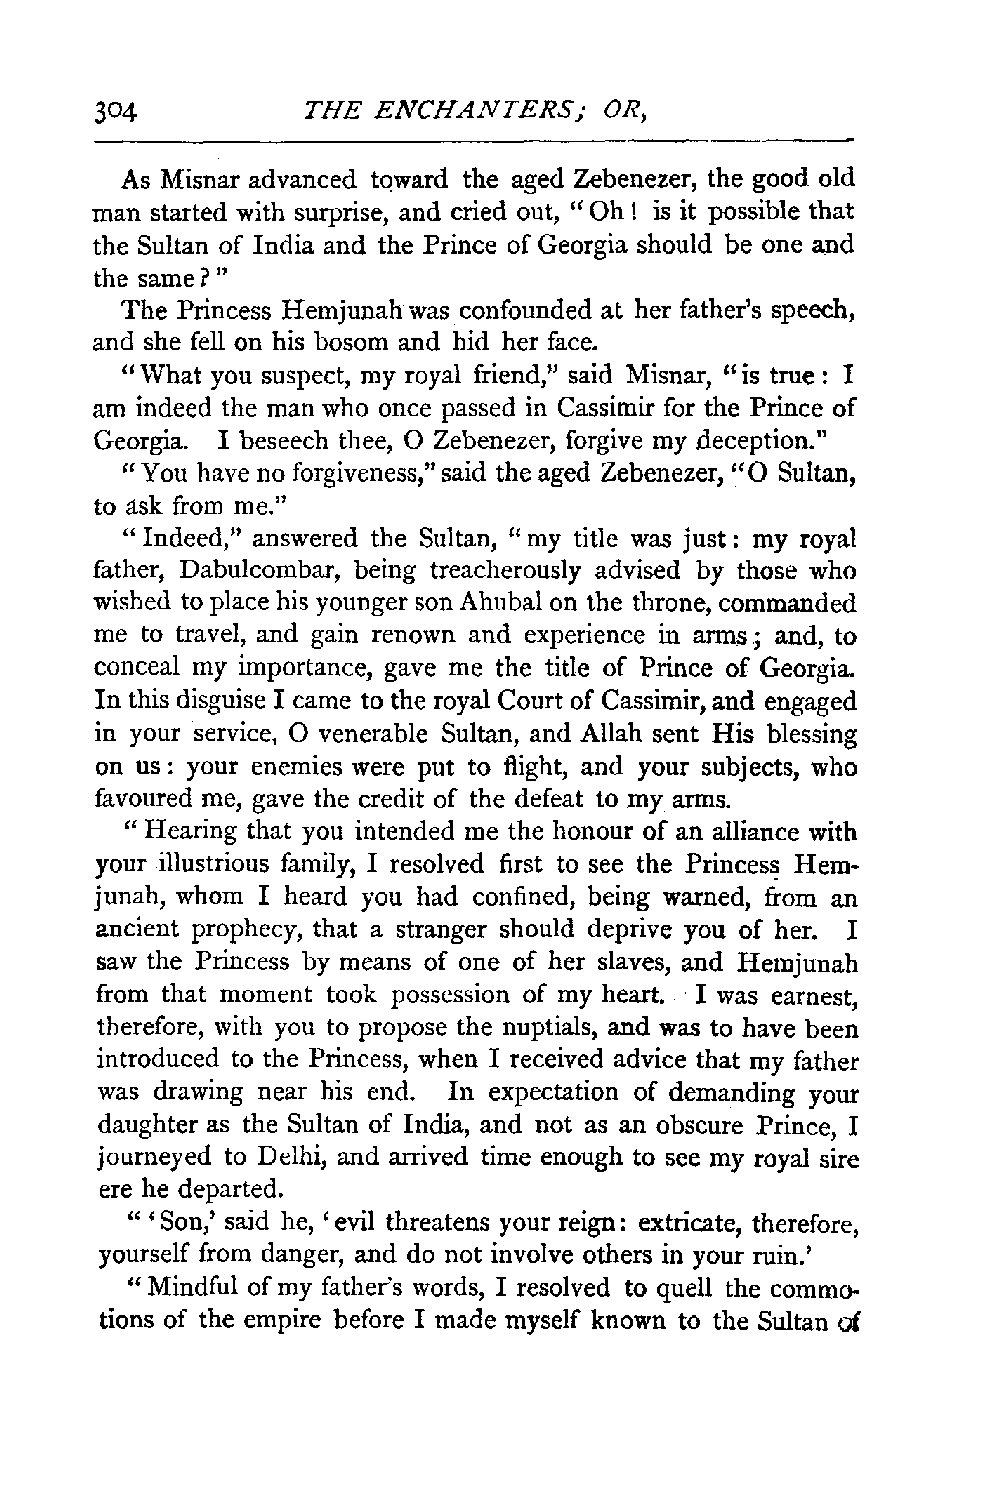 304 THE ENCHANTERS; OR,
As Misnar advanced toward the aged Zebenezer, the good old
man started with surprise, and cried out, “Oh! is it possible that
the Sultan of India and the Prince of Georgia should be one and
the same?”
The Princess Hemjunah was confounded at her father’s speech,
and she fell on his bosom and hid her face.
“What you suspect, my royal friend,” said Misnar, “is true: I
am indeed the man who once passed in Cassimir for the Prince of
Georgia. I beseech thee, O Zebenezer, forgive my deception.”
“You have no forgiveness,” said the aged Zebenezer, “O Sultan,
to ask from me.”
“Indeed,” answered the Sultan, “my title was just: my royal
father, Dabulcombar, being treacherously advised by those who
wished to place his younger son Ahubal on the throne, commanded
me to travel, and gain renown and experience in arms; and, to
conceal my importance, gave me the title of Prince of Georgia.
In this disguise I came to the royal Court of Cassimir, and engaged
in your service, O venerable Sultan, and Allah sent His blessing
on us: your enemies were put to flight, and your subjects, who
favoured me, gave the credit of the defeat to my arms.
“Hearing that you intended me the honour of an alliance with
your illustrious family, I resolved first to see the Princess Hem-
junah, whom I heard you had confined, being warned, from an
ancient prophecy, that a stranger should deprive you of her. I
saw the Princess by means of one of her slaves, and Hemjunah
from that moment took possession of my heart. I was earnest,
therefore, with you to propose the nuptials, and was to have been
introduced to the Princess, when I received advice that my father
was drawing near his end. In expectation of demanding your
daughter as the Sultan of India, and not as an obscure Prince, I
journeyed to Delhi, and arrived time enough to see my royal sire
ere he departed.
“‘Son,’ said he, ‘evil threatens your reign: extricate, therefore,
yourself from danger, and do not involve others in your ruin.’
“Mindful of my father’s words, I resolved to quell the commo-
tions of the empire before I made myself known to the Sultan of